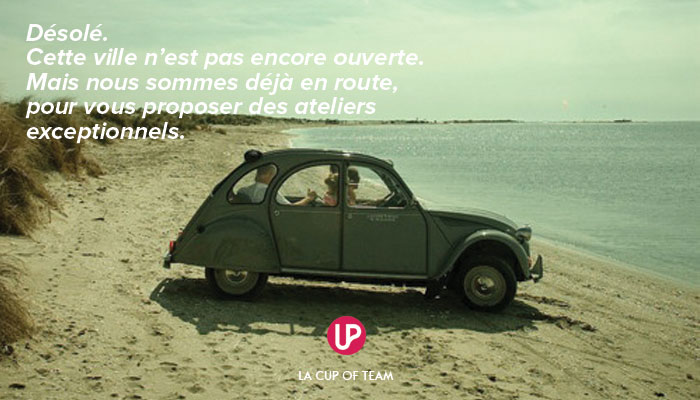 Désolé.
Cette ville n’est pas encore ouverte.
Mais nous sommes déjà en route,
pour vous proposer des ateliers
exceptionnels.
UP
LA CUP OF TEAM